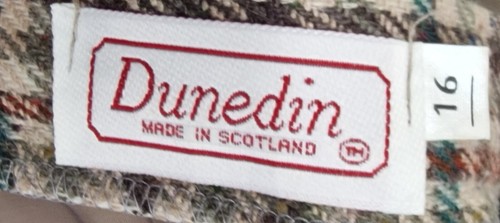 Dunedin
MADE IN SCOTLAND
TM
16